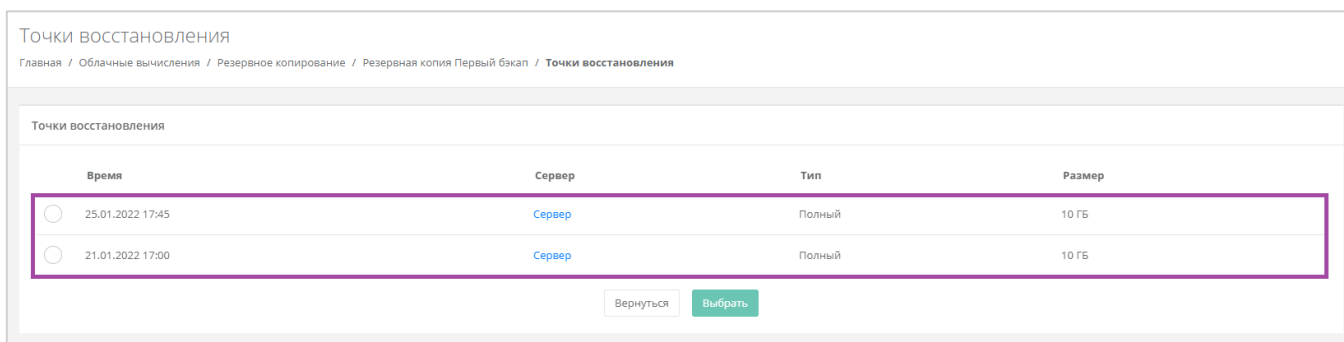 Точки восстановления
Главная / Облачные вычисления / Резервное копирование / Резервная копия Первый бэкап / Точки восстановления
Точки восстановления
Время Сервер Тип Размер
25.01.2022 17:45 Сервер Полный 10 ГБ
21.01.2022 17:00 Сервер Полный 10 ГБ
Вернуться Выбрать